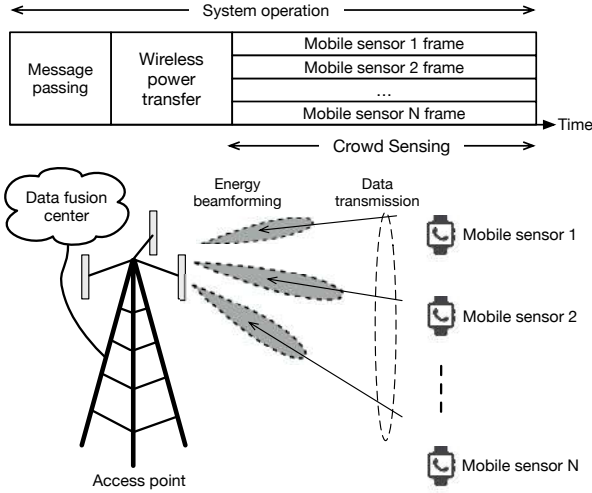 System operation
Message
passing
Wireless
power
transfer
Mobile sensor 1 frame
Mobile sensor 2 frame
...
Mobile sensor N frame
Time
Crowd Sensing
Data fusion
center
Energy
beamforming
Data
transmission
Mobile sensor 1
Mobile sensor 2
Mobile sensor N
Access point